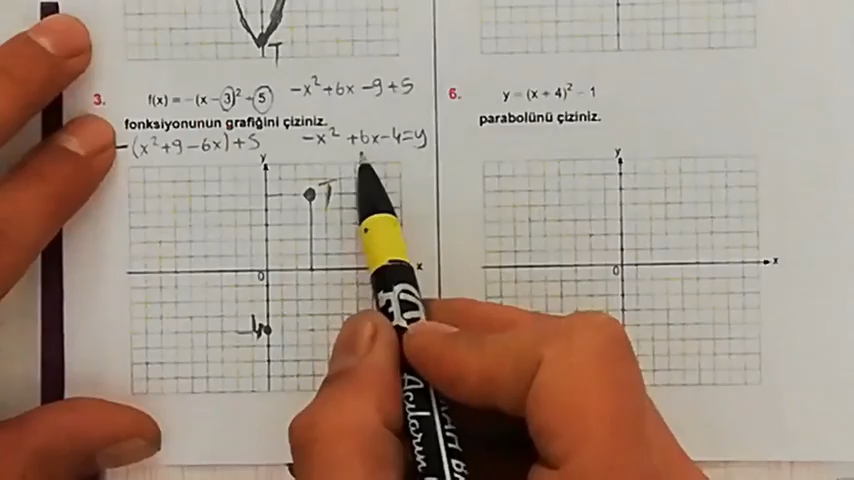 T
3.
f(x) = -(x - 3)² + 5
-x² + 6x - 9 + 5
fonksiyonunun grafiğini çiziniz.
-(x² + 9 - 6x) + 5
-x² + 6x - 4 = y
y
T
0
x
-4
6.
y = (x + 4)² - 1
parabolünü çiziniz.
y
0
x
Açıların